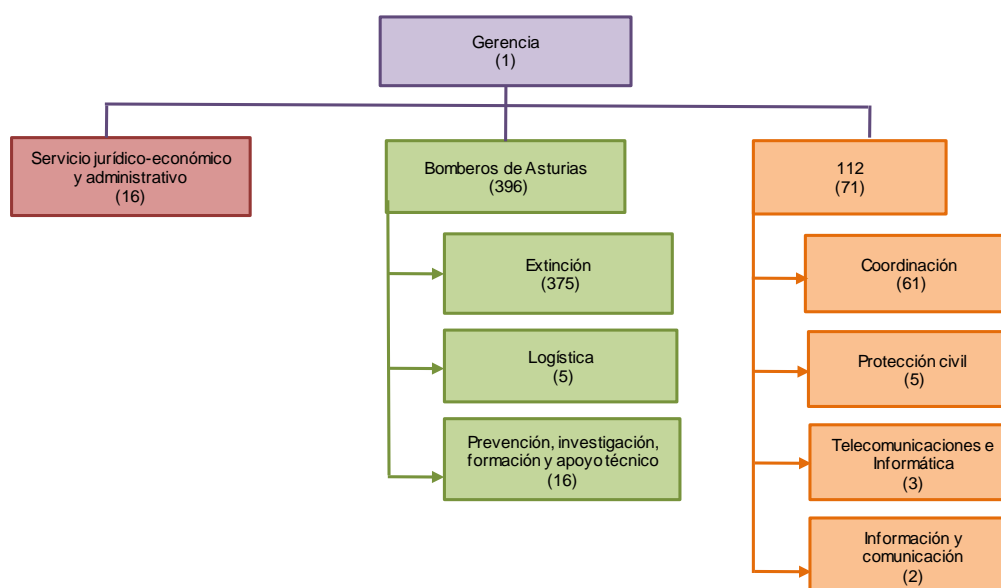 Gerencia
(1)
Servicio jurídico-económico
y administrativo
(16)
Bomberos de Asturias
(396)
112
(71)
Extinción
(375)
Logística
(5)
Prevención, investigación,
formación y apoyo técnico
(16)
Coordinación
(61)
Protección civil
(5)
Telecomunicaciones e
Informática
(3)
Información y
comunicación
(2)